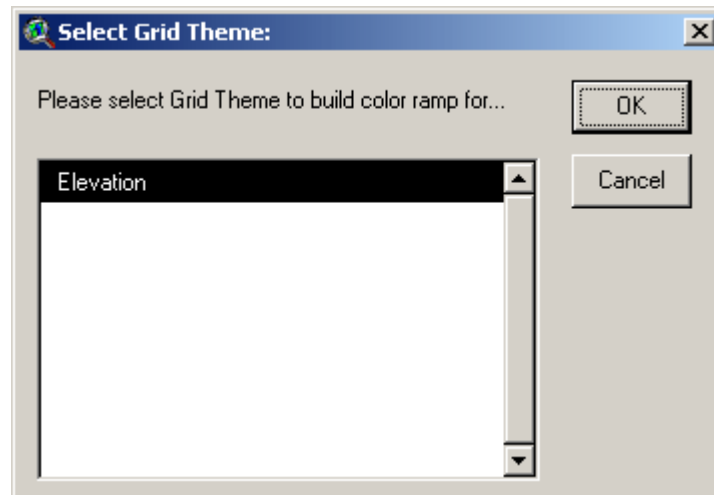 Select Grid Theme:
Please select Grid Theme to build color ramp for...
OK
Elevation
Cancel